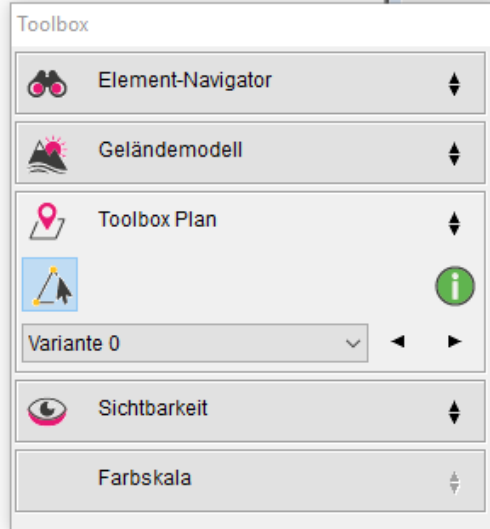 Toolbox
Element-Navigator
Geländemodell
Toolbox Plan
Variante 0
Sichtbarkeit
Farbskala